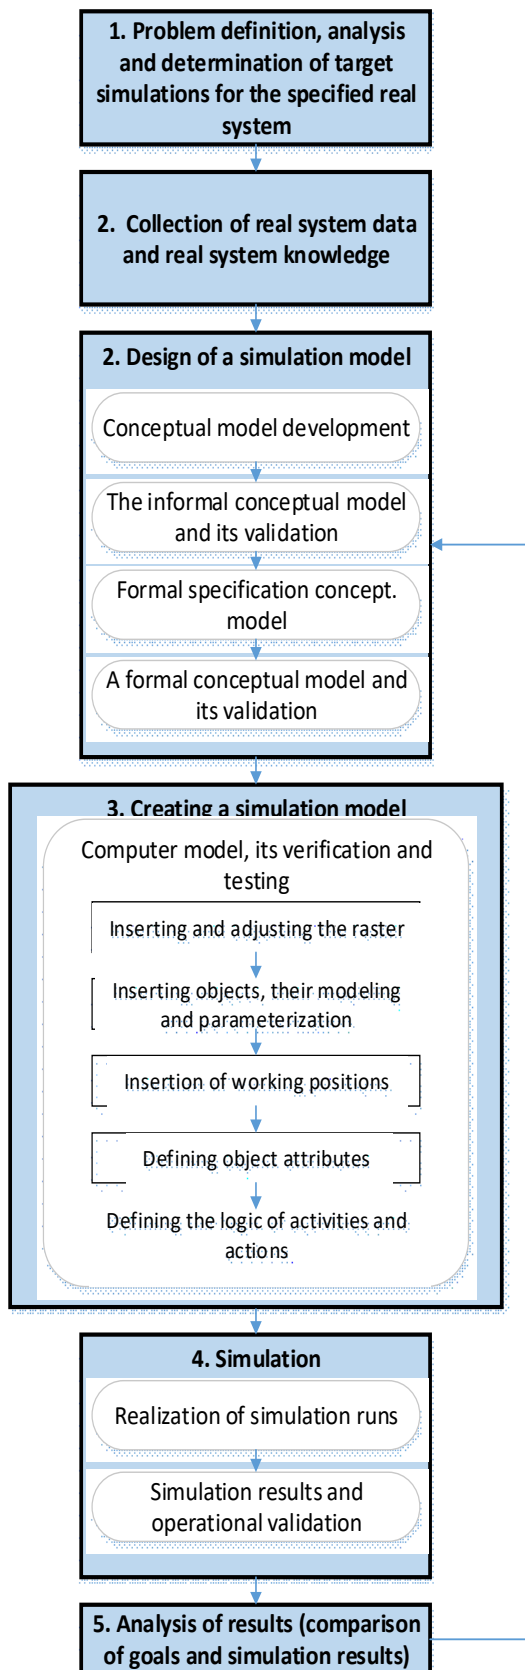 1. Problem definition, analysis
and determination of target
simulations for the specified real
system
2. Collection of real system data
and real system knowledge
2. Design of a simulation model
Conceptual model development
The informal conceptual model
and its validation
Formal specification concept.
model
A formal conceptual model and
its validation
3. Creating a simulation model
Computer model, its verification and
testing
Inserting and adjusting the raster
Inserting objects, their modeling
and parameterization
Insertion of working positions
Defining object attributes
Defining the logic of activities and
actions
4. Simulation
Realization of simulation runs
Simulation results and
operational validation
5. Analysis of results (comparison
of goals and simulation results)